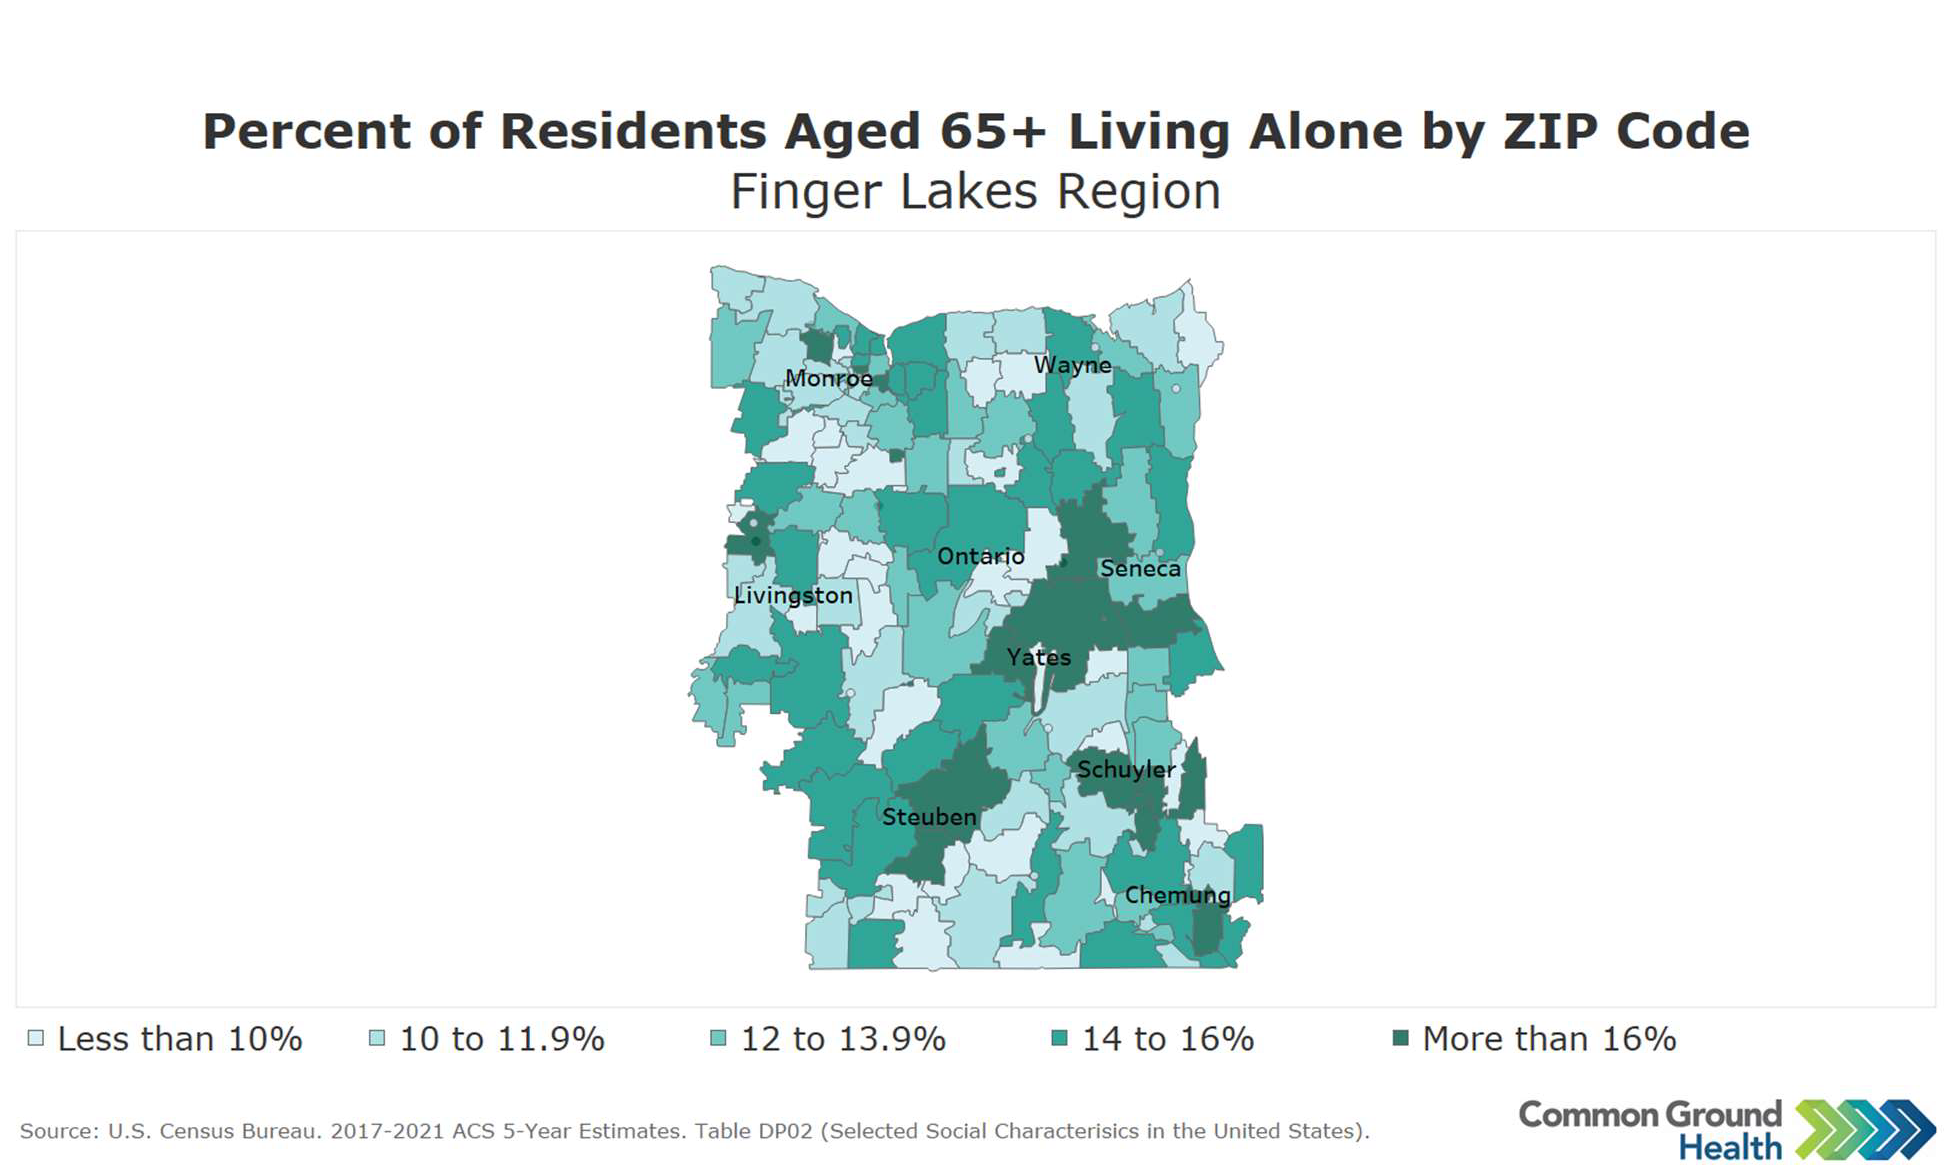 Percent of Residents Aged 65+ Living Alone by ZIP Code
Finger Lakes Region
Wayne
Monroe
Ontario
Seneca
Livingston
Yates
Schuyler
Steuben
Chemung
Less than 10%
10 to 11.9%
12 to 13.9%
14 to 16%
More than 16%
Source: U.S. Census Bureau. 2017-2021 ACS 5-Year Estimates. Table DP02 (Selected Social Characterisics in the United States).
Common Ground
Health